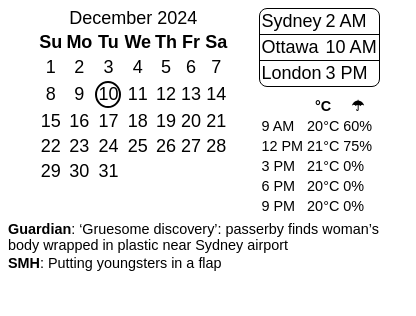 December 2024
Su Mo Tu We Th Fr Sa
1 2 3 4 5 6 7
8 9 10 11 12 13 14
15 16 17 18 19 20 21
22 23 24 25 26 27 28
29 30 31
Sydney 2 AM
Ottawa 10 AM
London 3 PM
°C ☂
9 AM 20°C 60%
12 PM 21°C 75%
3 PM 21°C 0%
6 PM 20°C 0%
9 PM 20°C 0%
Guardian: ‘Gruesome discovery’: passerby finds woman’s
body wrapped in plastic near Sydney airport
SMH: Putting youngsters in a flap